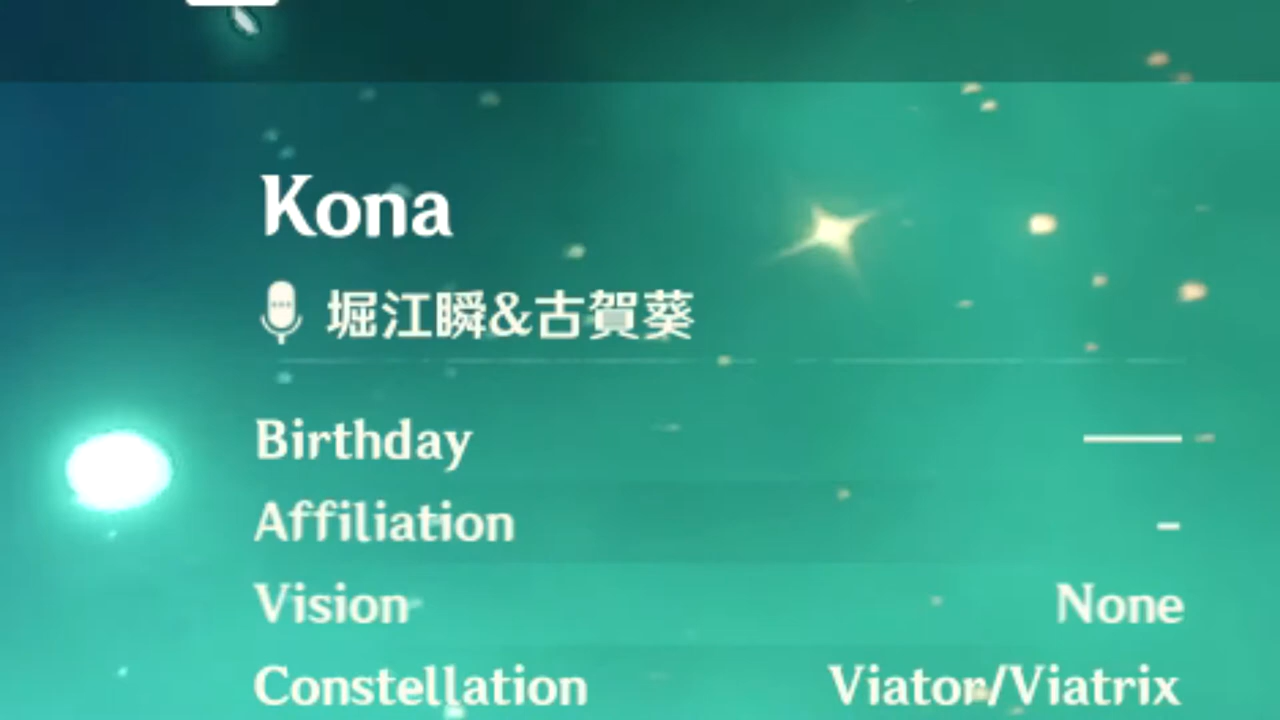 Kona
堀江瞬&古賀葵
Birthday ——
Affiliation –
Vision None
Constellation Viator/Viatrix